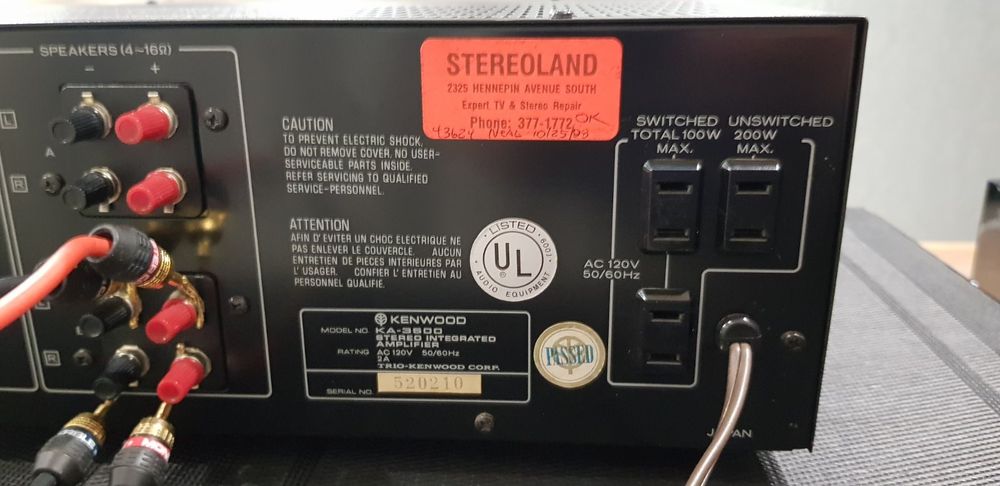 SPEAKERS (4~16Ω)
- +
L
A
R
R
STEREOLAND
2325 HENNEPIN AVENUE SOUTH
Expert TV & Stereo Repair
Phone: 377-1772 OK
43624 Neal 10/25/93
CAUTION
TO PREVENT ELECTRIC SHOCK,
DO NOT REMOVE COVER. NO USER-
SERVICEABLE PARTS INSIDE.
REFER SERVICING TO QUALIFIED
SERVICE-PERSONNEL.
ATTENTION
AFIN D'EVITER UN CHOC ELECTRIQUE NE
PAS ENLEVER LE COUVERCLE. AUCUN
ENTRETIEN DE PIECES INTERIEURES PAR
L' USAGER. CONFIER L' ENTRETIEN AU
PERSONNEL QUALIFIE.
LISTED 1009
UL
®
AUDIO EQUIPMENT
KENWOOD
MODEL NO. KA-3500
STEREO INTEGRATED
AMPLIFIER
RATING AC 120V 50/60Hz
2A
TRIO-KENWOOD CORP.
SERIAL NO. 520210
PASSED
SWITCHED UNSWITCHED
TOTAL 100W 200W
MAX. MAX.
AC 120V
50/60Hz